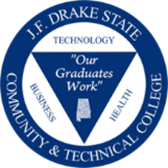 J.F. DRAKE STATE
TECHNOLOGY
"Our
Graduates
Work"
BUSINESS
HEALTH
COMMUNITY & TECHNICAL COLLEGE